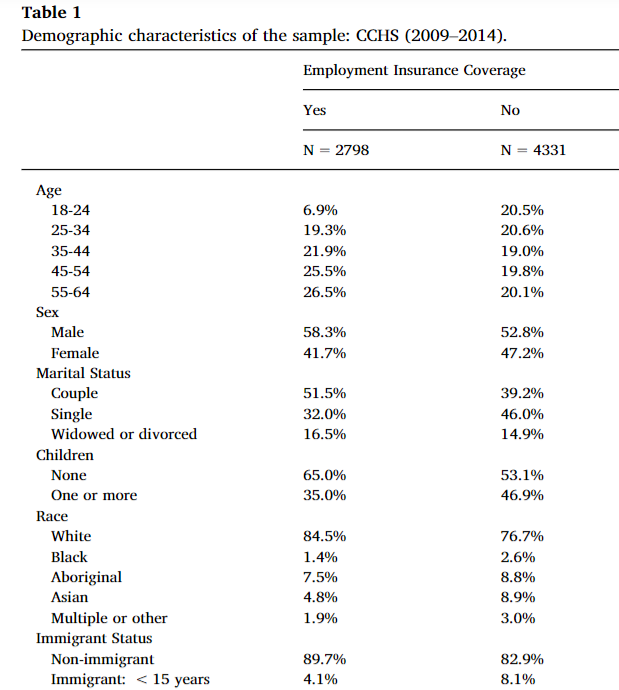 Table 1
Demographic characteristics of the sample: CCHS (2009–2014).
Employment Insurance Coverage
Yes No
N = 2798 N = 4331
Age
18-24 6.9% 20.5%
25-34 19.3% 20.6%
35-44 21.9% 19.0%
45-54 25.5% 19.8%
55-64 26.5% 20.1%
Sex
Male 58.3% 52.8%
Female 41.7% 47.2%
Marital Status
Couple 51.5% 39.2%
Single 32.0% 46.0%
Widowed or divorced 16.5% 14.9%
Children
None 65.0% 53.1%
One or more 35.0% 46.9%
Race
White 84.5% 76.7%
Black 1.4% 2.6%
Aboriginal 7.5% 8.8%
Asian 4.8% 8.9%
Multiple or other 1.9% 3.0%
Immigrant Status
Non-immigrant 89.7% 82.9%
Immigrant: < 15 years 4.1% 8.1%